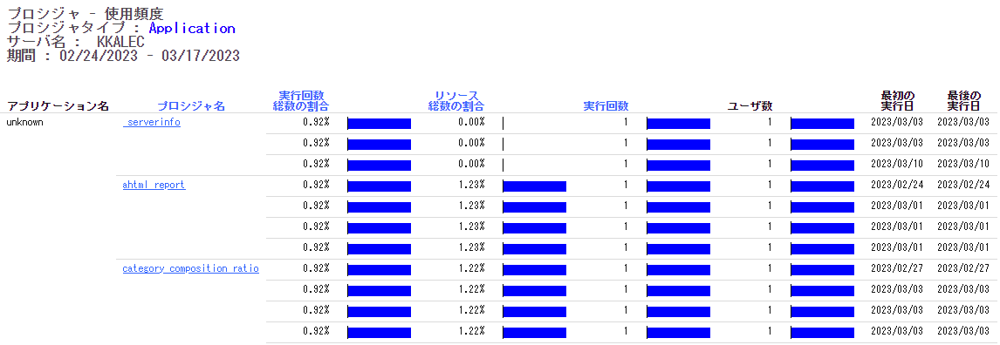 プロシジャ - 使用頻度
プロシジャタイプ : Application
サーバ名 : KKALEC
期間 : 02/24/2023 - 03/17/2023
アプリケーション名 プロシジャ名 実行回数 総数の割合 リソース 総数の割合 実行回数 ユーザ数 最初の 実行日 最後の 実行日
unknown _serverinfo 0.92% 0.00% 1 1 2023/03/03 2023/03/03
0.92% 0.00% 1 1 2023/03/03 2023/03/03
0.92% 0.00% 1 1 2023/03/10 2023/03/10
ahtml_report 0.92% 1.23% 1 1 2023/02/24 2023/02/24
0.92% 1.23% 1 1 2023/03/01 2023/03/01
0.92% 1.23% 1 1 2023/03/01 2023/03/01
0.92% 1.23% 1 1 2023/03/01 2023/03/01
category_composition_ratio 0.92% 1.22% 1 1 2023/02/27 2023/02/27
0.92% 1.22% 1 1 2023/03/03 2023/03/03
0.92% 1.22% 1 1 2023/03/03 2023/03/03
0.92% 1.22% 1 1 2023/03/03 2023/03/03